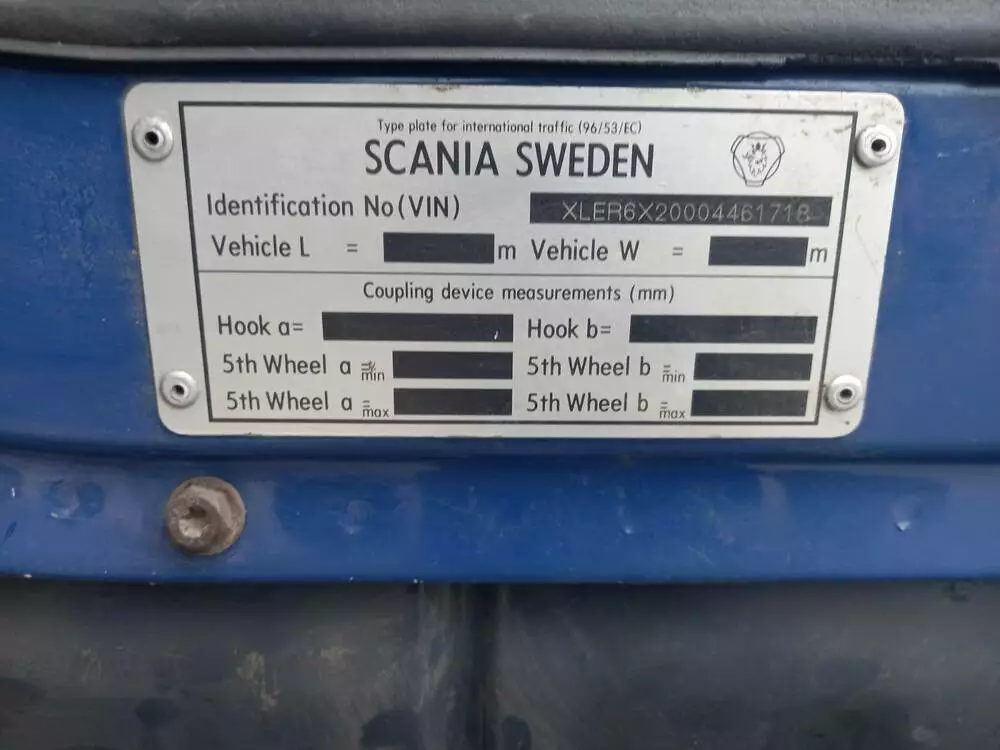 Type plate for international traffic (96/53/EC)
SCANIA SWEDEN
Identification No(VIN) XLER6X20004461718
Vehicle L = m Vehicle W = m
Coupling device measurements (mm)
Hook a= Hook b=
5th Wheel a = min 5th Wheel b = min
5th Wheel a = max 5th Wheel b = max